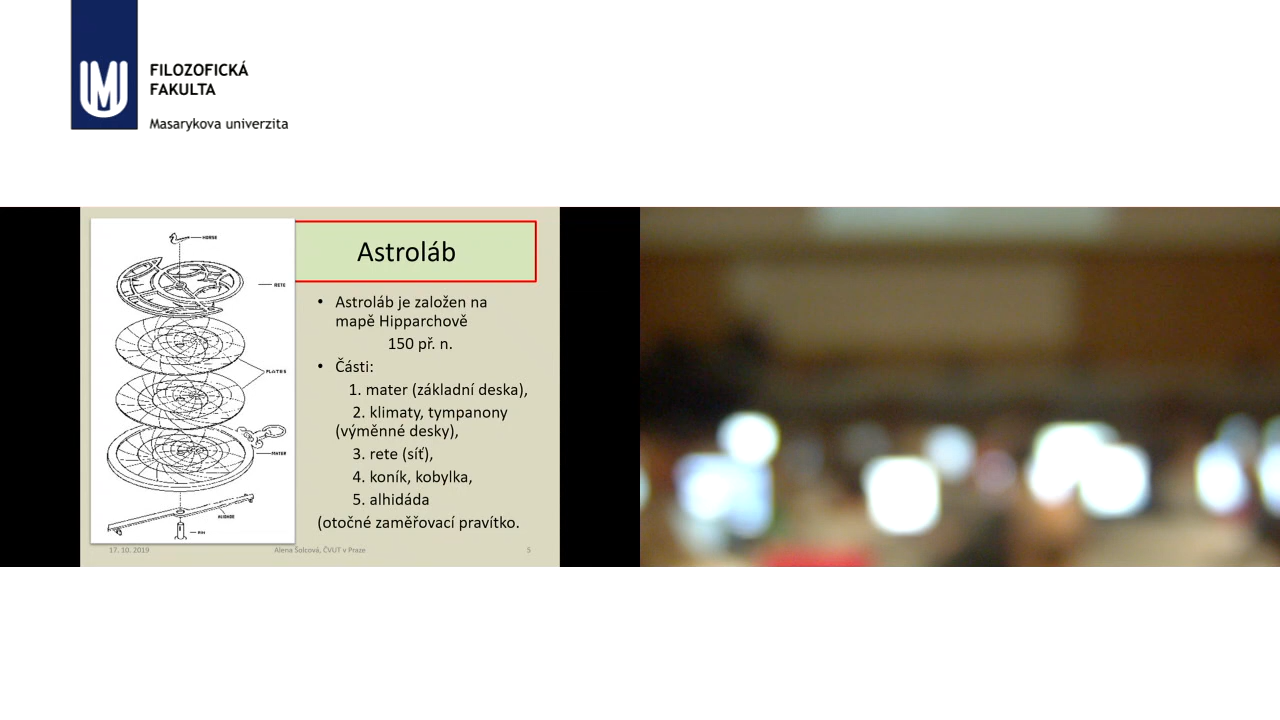 FILOZOFICKÁ
FAKULTA
Masarykova univerzita
HORSE
RETE
PLATES
MATER
ALIDADE
PIN
Astroláb
• Astroláb je založen na
mapě Hipparchově
150 př. n.
• Části:
1. mater (základní deska),
2. klimaty, tympanony
(výměnné desky),
3. rete (síť),
4. koník, kobylka,
5. alhidáda
(otočné zaměřovací pravítko.
17. 10. 2019
Alena Šolcová, ČVUT v Praze
5